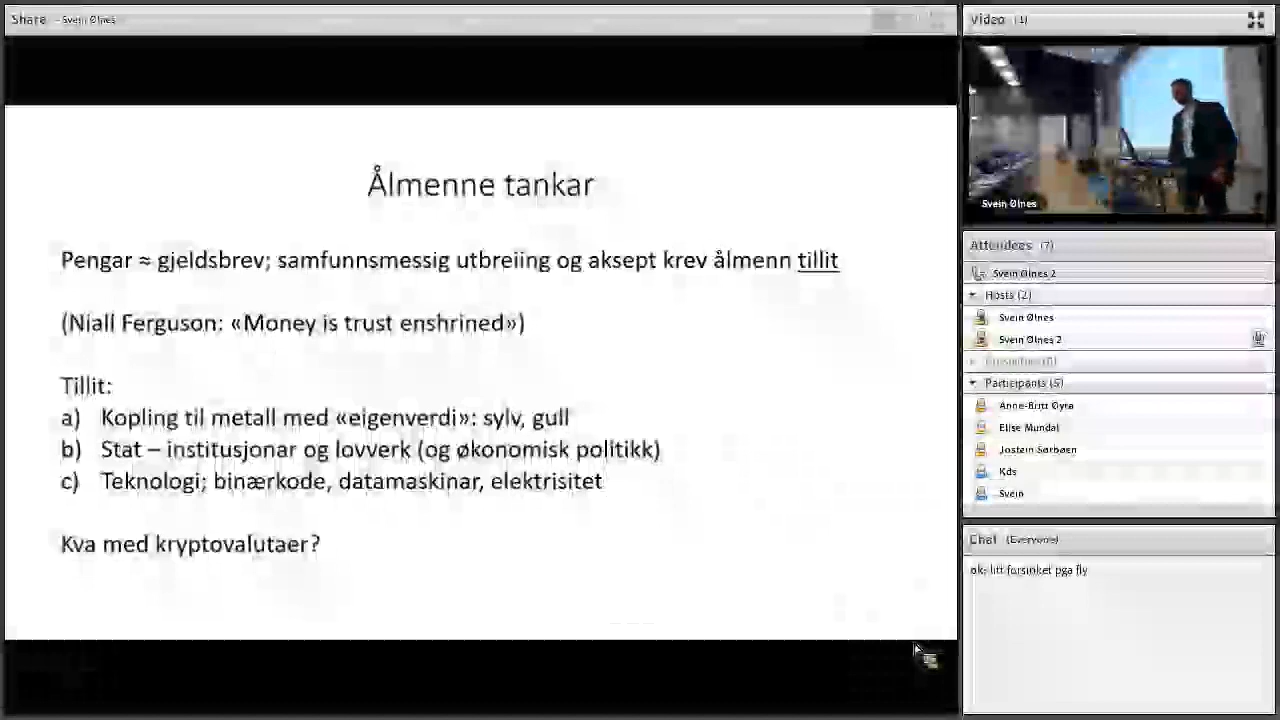 Share - Svein Ølnes
Ålmenne tankar
Pengar ≈ gjeldsbrev; samfunnsmessig utbreiing og aksept krev ålmenn tillit
(Niall Ferguson: «Money is trust enshrined»)
Tillit:
a) Kopling til metall med «eigenverdi»: sylv, gull
b) Stat – institusjonar og lovverk (og økonomisk politikk)
c) Teknologi; binærkode, datamaskinar, elektrisitet
Kva med kryptovalutaer?
Video (1)
Svein Ølnes
Attendees (7)
Svein Ølnes 2
Hosts (2)
Svein Ølnes
Svein Ølnes 2
Participants (5)
Anne-Britt Øyra
Elise Mundal
Jostein Sørbøen
Kds
Svein
Chat (Everyone)
ok: litt forsinket pga fly